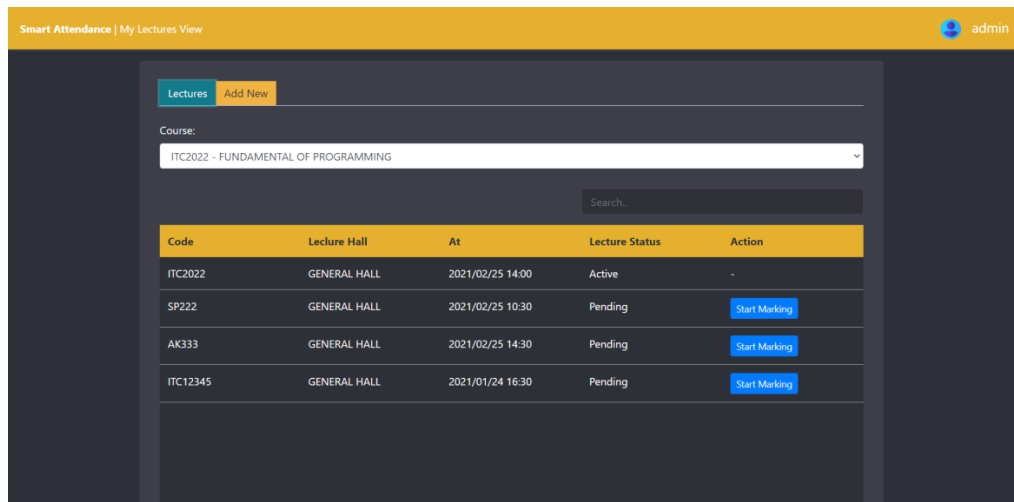 Smart Attendance | My Lectures View admin
Lectures Add New
Course:
ITC2022 - FUNDAMENTAL OF PROGRAMMING
Search..
Code Leclure Hall At Lecture Status Action
ITC2022 GENERAL HALL 2021/02/25 14:00 Active -
SP222 GENERAL HALL 2021/02/25 10:30 Pending Start Marking
AK333 GENERAL HALL 2021/02/25 14:30 Pending Start Marking
ITC12345 GENERAL HALL 2021/01/24 16:30 Pending Start Marking